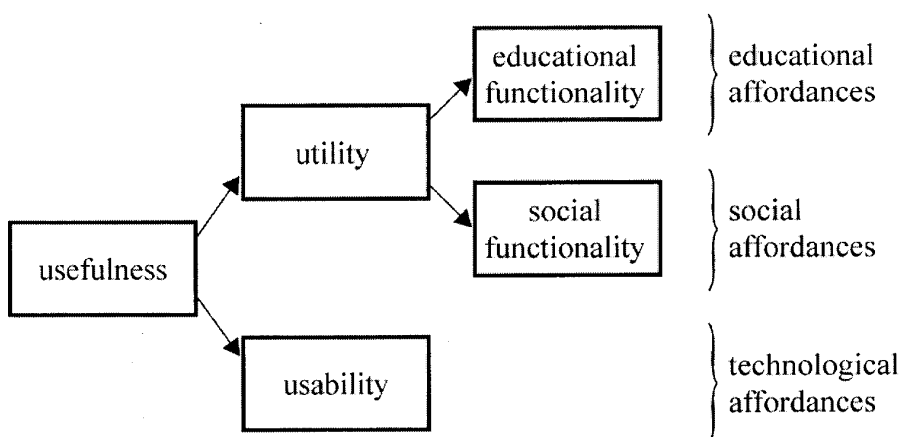 educational
functionality
educational
affordances
utility
social
functionality
social
affordances
usefulness
usability
technological
affordances